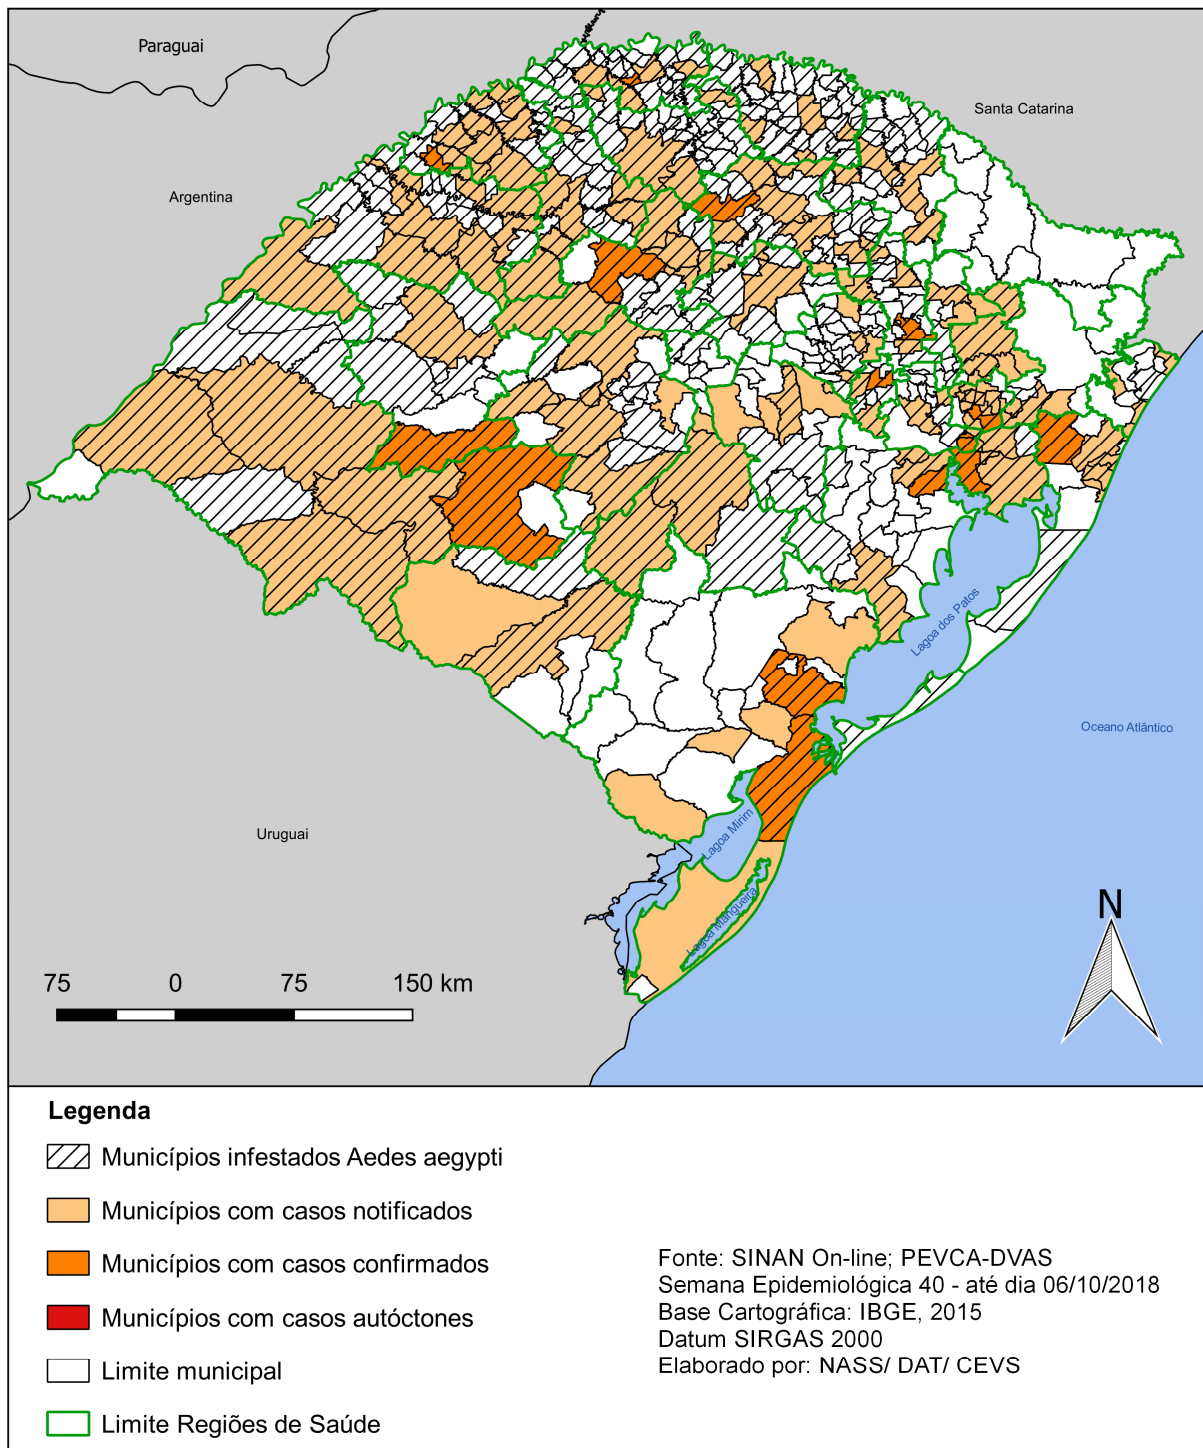 Paraguai
Santa Catarina
Argentina
Lagoa dos Patos
Oceano Atlântico
Uruguai
Lagoa Mirim
Lagoa Mangueira
N
75 0 75 150 km
Legenda
Municípios infestados Aedes aegypti
Municípios com casos notificados
Municípios com casos confirmados
Municípios com casos autóctones
Limite municipal
Limite Regiões de Saúde
Fonte: SINAN On-line; PEVCA-DVAS
Semana Epidemiológica 40 - até dia 06/10/2018
Base Cartográfica: IBGE, 2015
Datum SIRGAS 2000
Elaborado por: NASS/ DAT/ CEVS